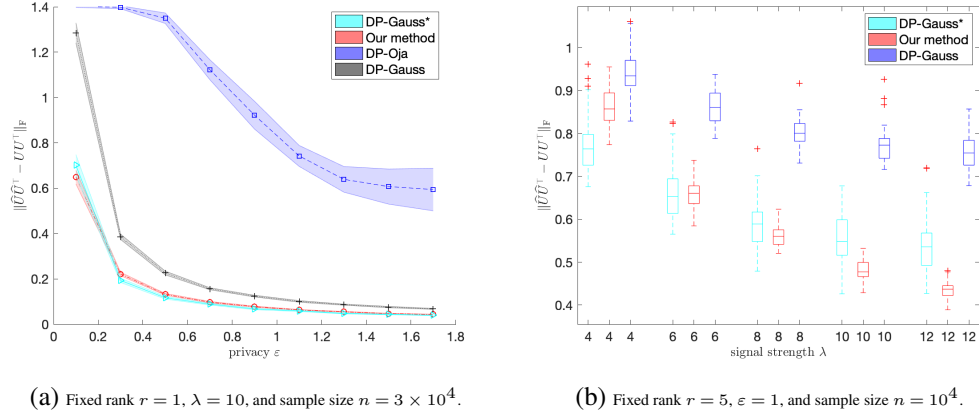 DP-Gauss*
Our method
DP-Oja
DP-Gauss
‖ÛÛ⊤ − UU⊤‖F
1.4
1.2
1
0.8
0.6
0.4
0.2
0
0 0.2 0.4 0.6 0.8 1 1.2 1.4 1.6 1.8
privacy ε
(a) Fixed rank r = 1, λ = 10, and sample size n = 3 × 10⁴.
DP-Gauss*
Our method
DP-Gauss
‖ÛÛ⊤ − UU⊤‖F
1
0.9
0.8
0.7
0.6
0.5
0.4
4 4 4 6 6 6 8 8 8 10 10 10 12 12 12
signal strength λ
(b) Fixed rank r = 5, ε = 1, and sample size n = 10⁴.